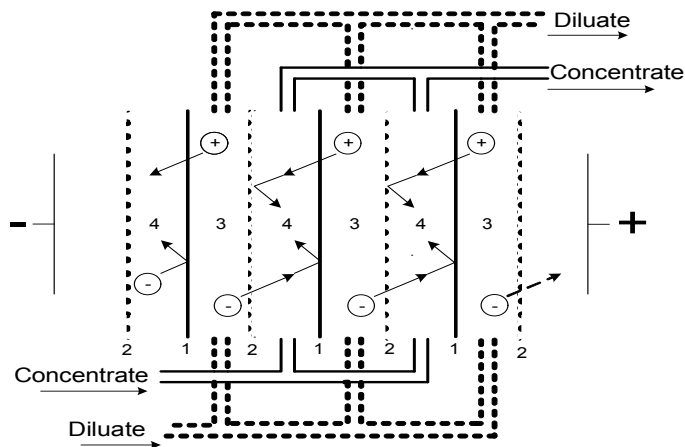 Diluate
Concentrate
+ + +
- 4 3 4 3 4 3 +
- - - -
2 1 2 1 2 1 2
Concentrate
Diluate